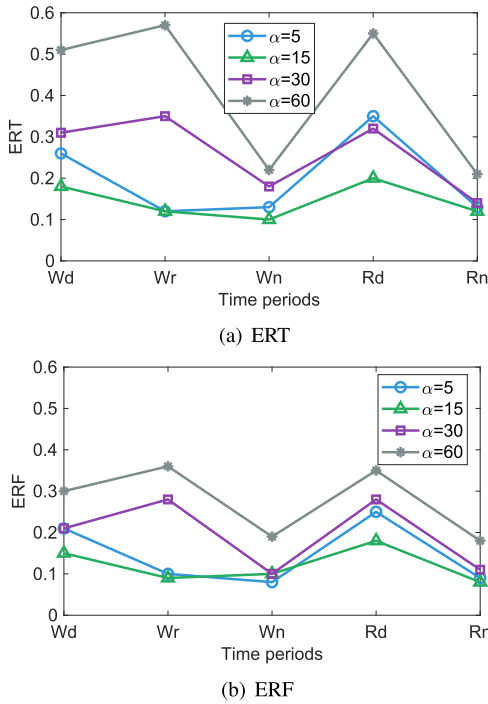 0.6
0.5
0.4
0.3
0.2
0.1
0
ERT
α=5
α=15
α=30
α=60
Wd Wr Wn Rd Rn
Time periods
(a) ERT
0.6
0.5
0.4
0.3
0.2
0.1
0
ERF
α=5
α=15
α=30
α=60
Wd Wr Wn Rd Rn
Time periods
(b) ERF